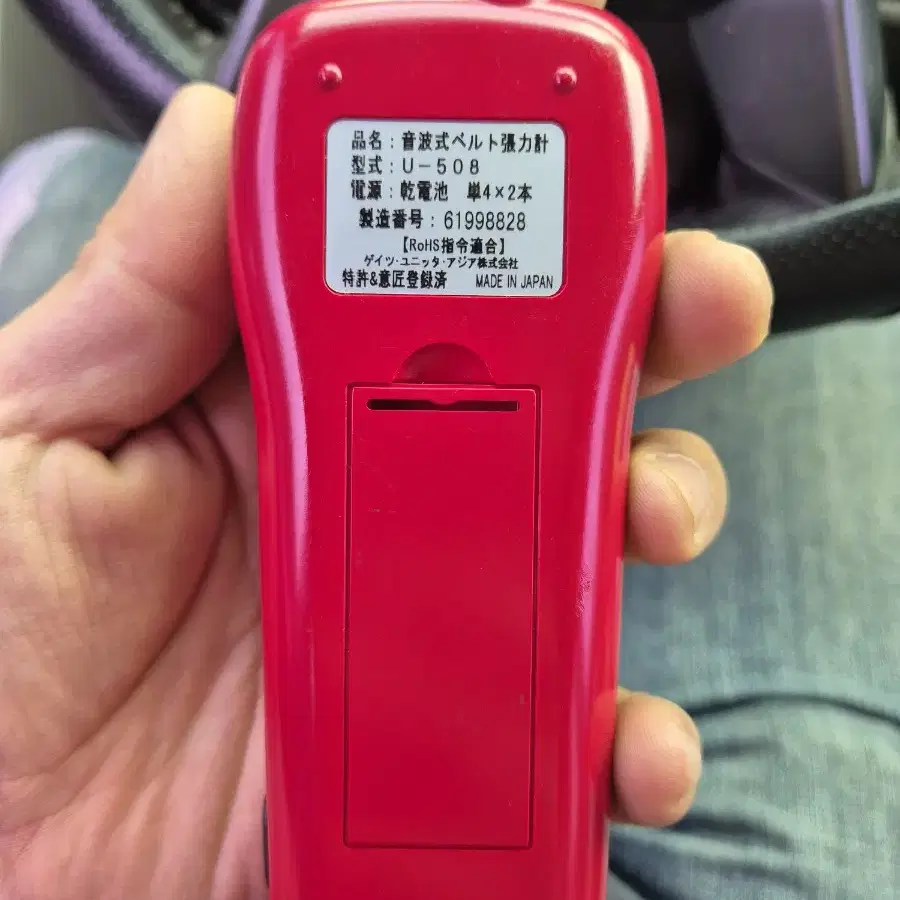 品名：音波式ベルト張力計
型式：U－508
電源：乾電池 単4×2本
製造番号：61998828
【RoHS指令適合】
ゲイツ・ユニッタ・アジア株式会社
特許&意匠登録済 MADE IN JAPAN